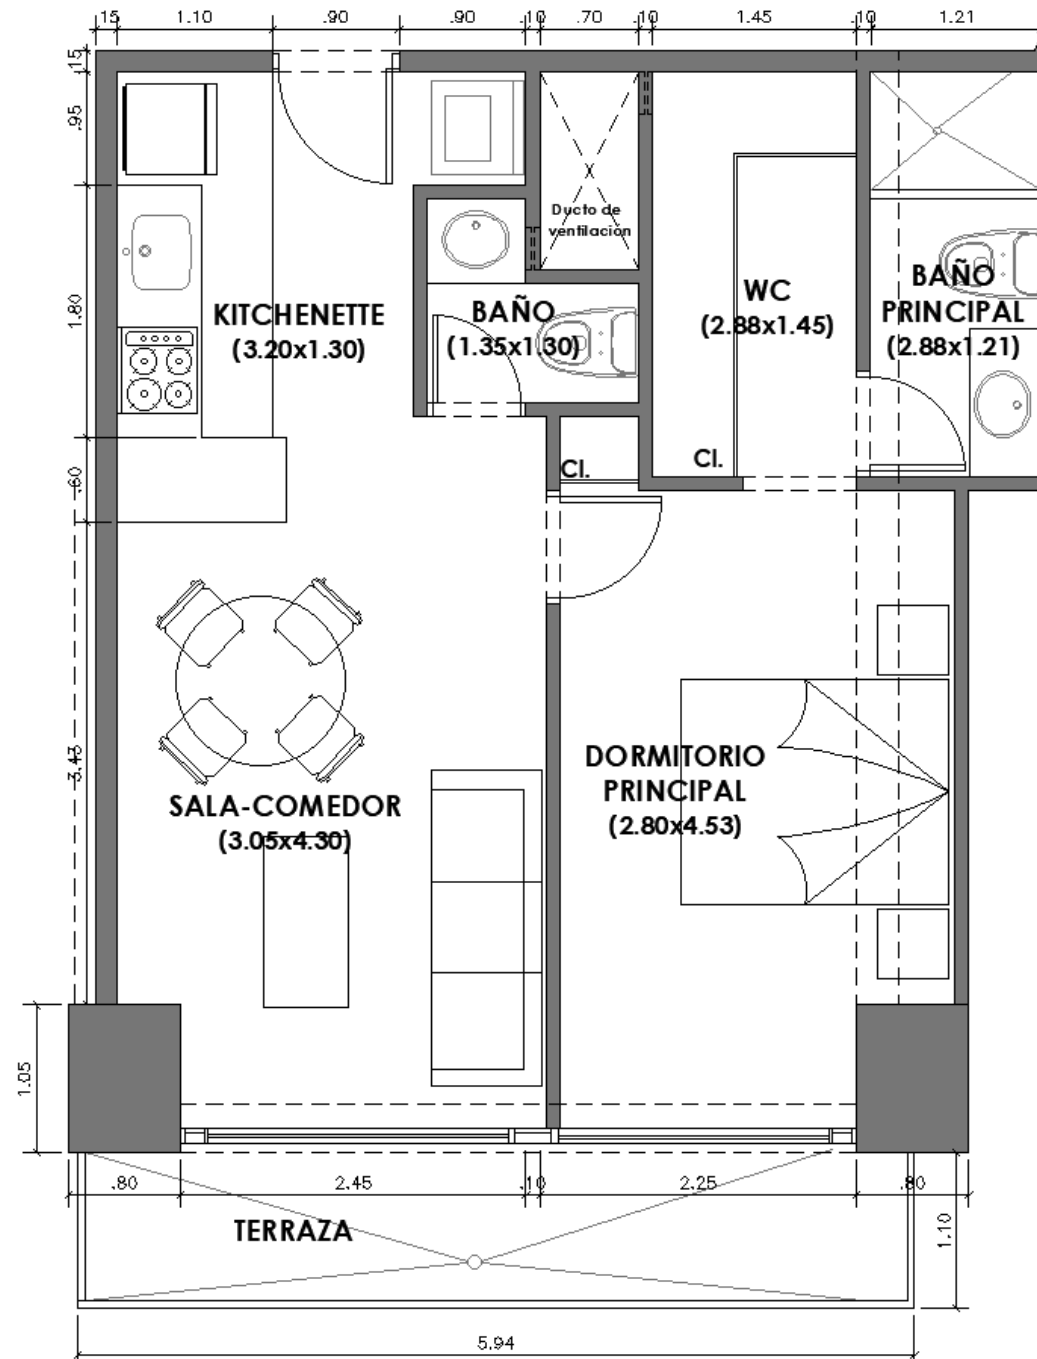 .15 1.10 .90 .90 .10 .70 .10 1.45 .10 1.21
.15
.95
1.80
.60
3.43
1.05
Ducto de
ventilación
KITCHENETTE
(3.20x1.30)
BAÑO
(1.35x1.30)
WC
(2.88x1.45)
BAÑO
PRINCIPAL
(2.88x1.21)
Cl.
Cl.
SALA-COMEDOR
(3.05x4.30)
DORMITORIO
PRINCIPAL
(2.80x4.53)
.80 2.45 .10 2.25 .80
TERRAZA
1.10
5.94